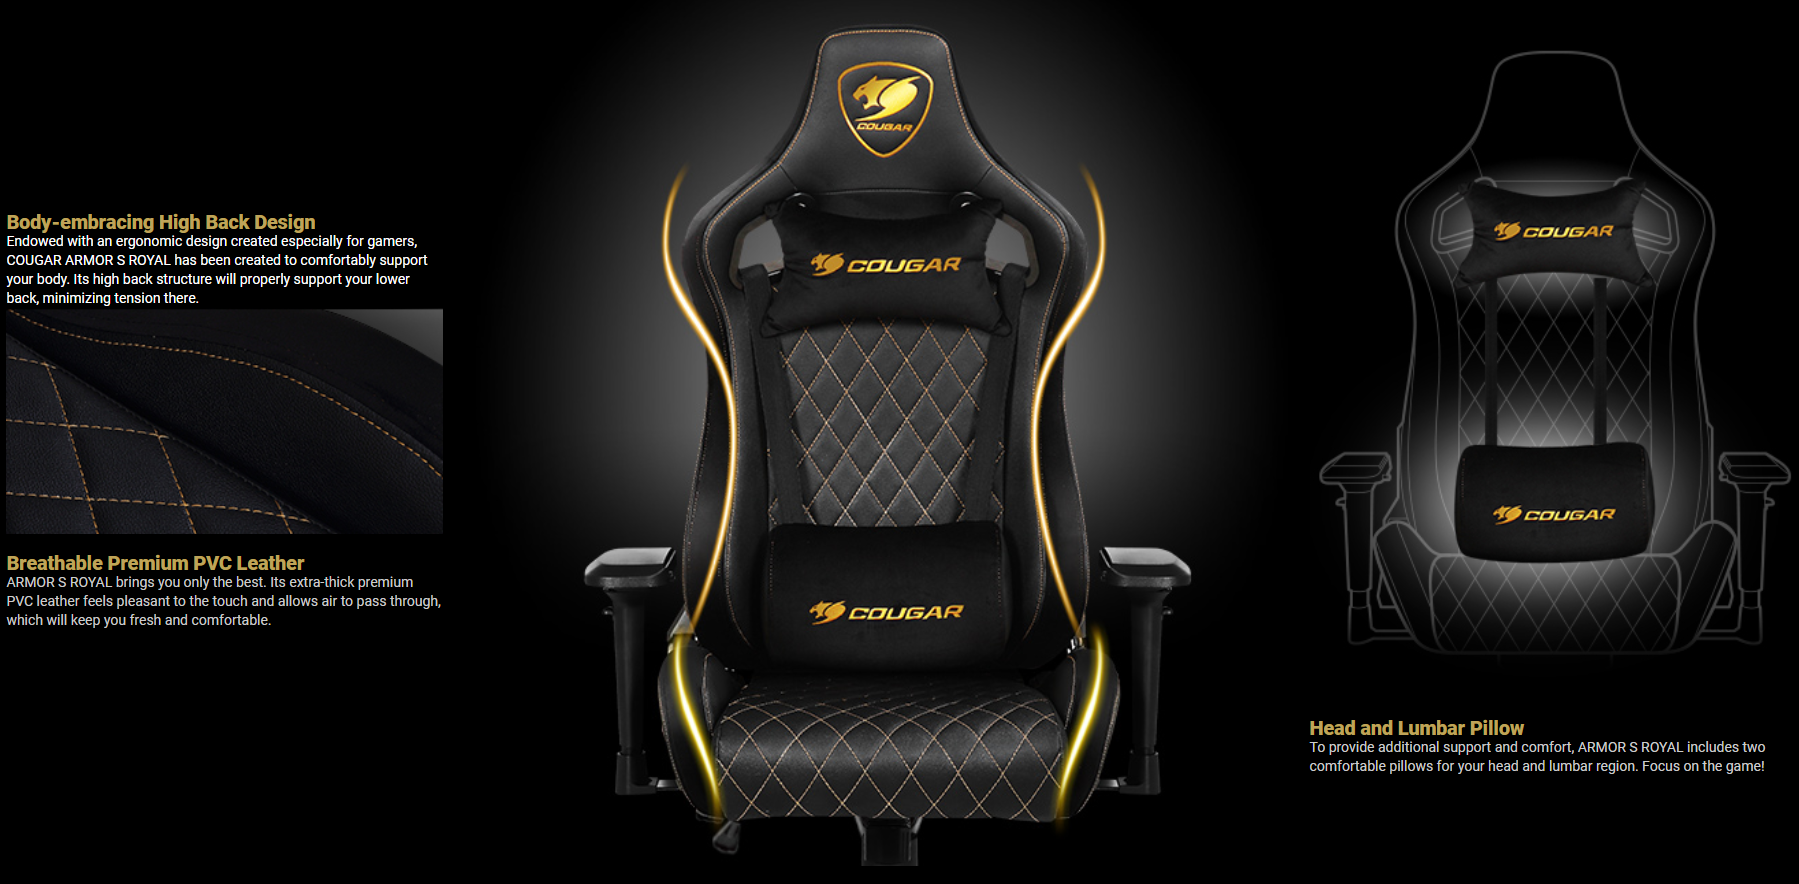 Body-embracing High Back Design
Endowed with an ergonomic design created especially for gamers,
COUGAR ARMOR S ROYAL has been created to comfortably support
your body. Its high back structure will properly support your lower
back, minimizing tension there.
Breathable Premium PVC Leather
ARMOR S ROYAL brings you only the best. Its extra-thick premium
PVC leather feels pleasant to the touch and allows air to pass through,
which will keep you fresh and comfortable.
COUGAR
COUGAR
COUGAR
COUGAR
COUGAR
Head and Lumbar Pillow
To provide additional support and comfort, ARMOR S ROYAL includes two
comfortable pillows for your head and lumbar region. Focus on the game!